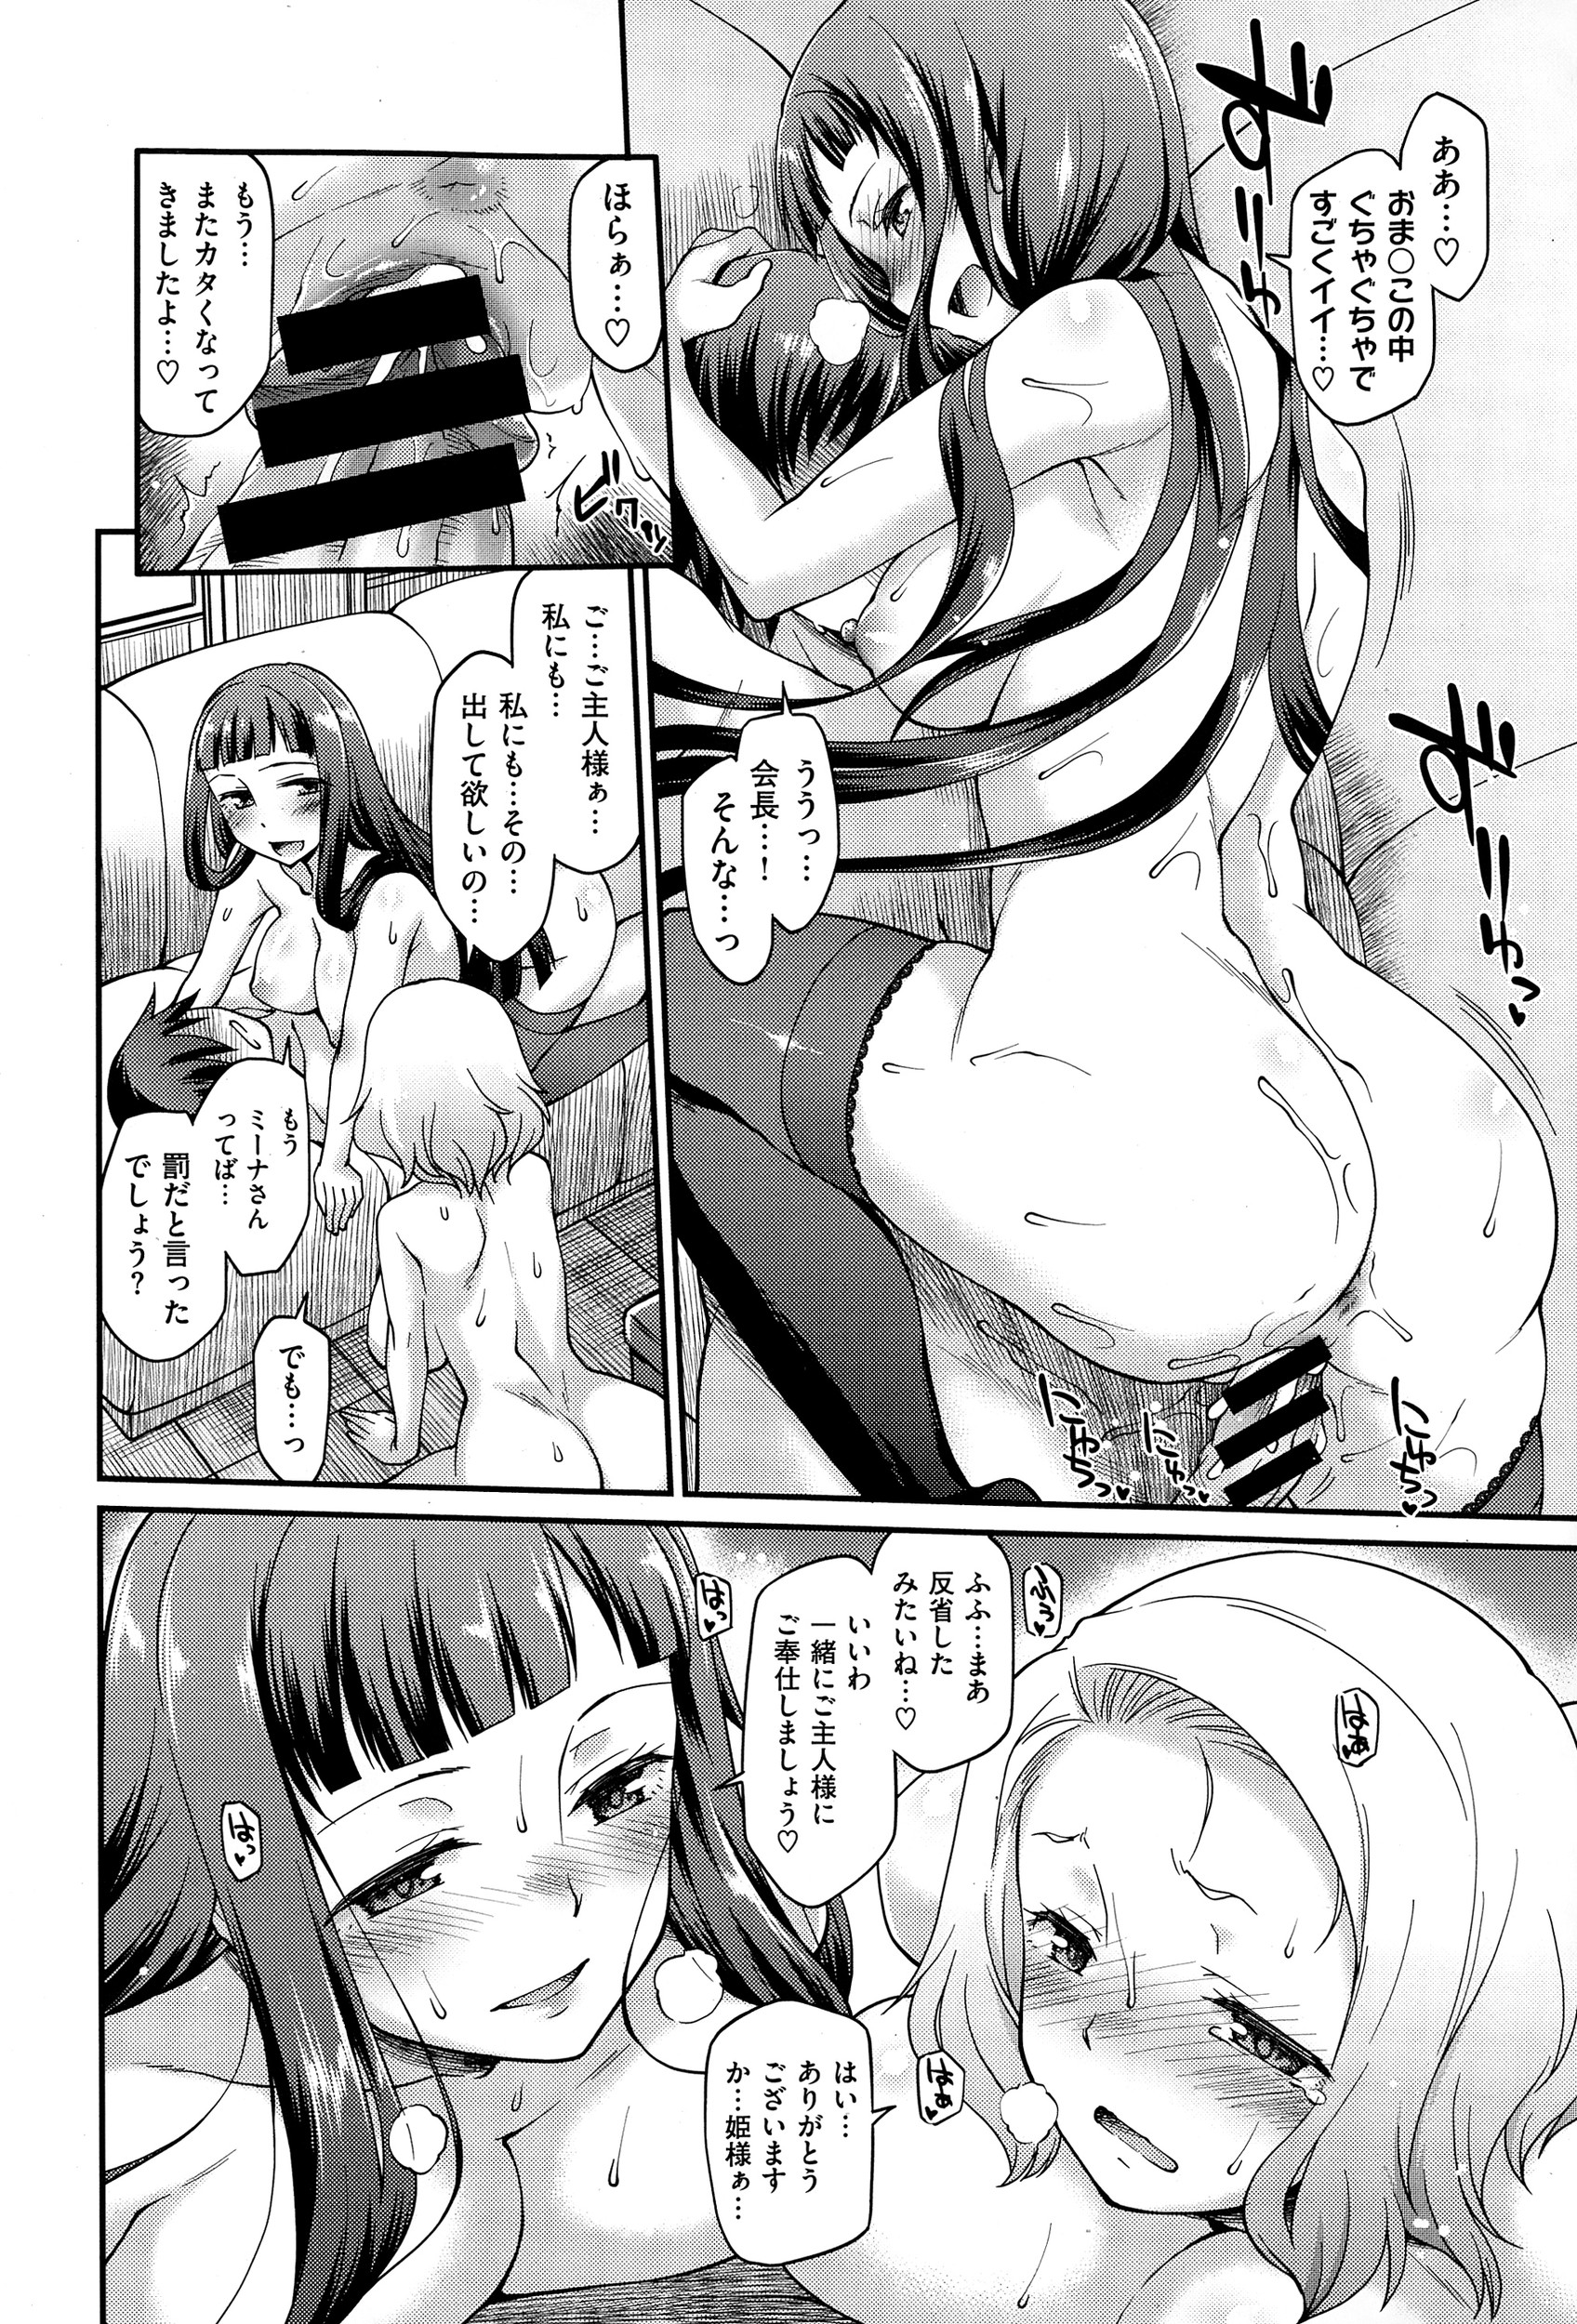 ああ…♡
おま○この中
ぐちゃぐちゃで
すごくイイ…♡
ほらぁ…♡
もう…
またカタくなって
きましたよ…♡
ビクッ
ううっ…
会長…！
そんな…っ
にゅちっ♥
にゅっ♥
にゅちっ♥
ご…ご主人様ぁ…
私にも…
私にも…その…
出して欲しいの…
もう
ミーナさん
ってば…
罰だと言った
でしょう？
でも…っ
ふふ…まあ
反省した
みたいね…♡
いいわ
一緒にご主人様に
ご奉仕しましょう♡
はぁ♥
はっ♥
はっ♥
はい…
ありがとう
ございます
か…姫様ぁ…
はぁ♥